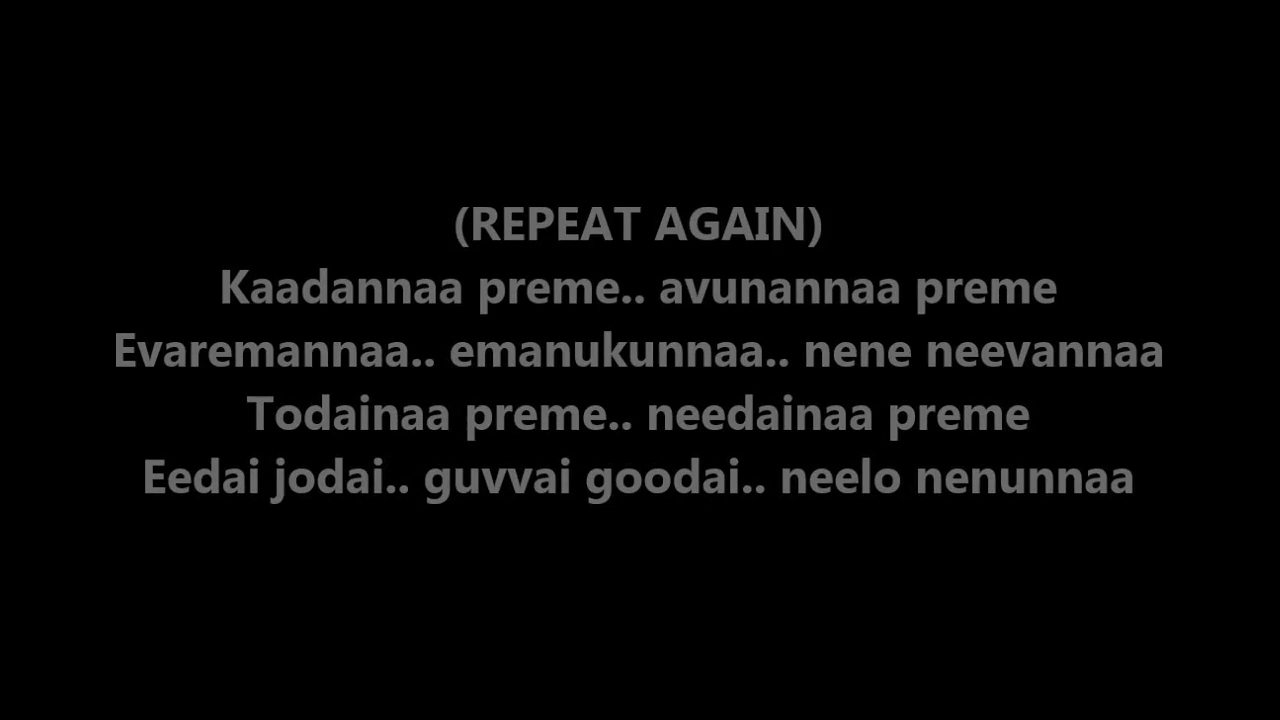 (REPEAT AGAIN)
Kaadannaa preme.. avunannaa preme
Evaremannaa.. emanukunnaa.. nene neevannaa
Todainaa preme.. needainaa preme
Eedai jodai.. guvvai goodai.. neelo nenunnaa